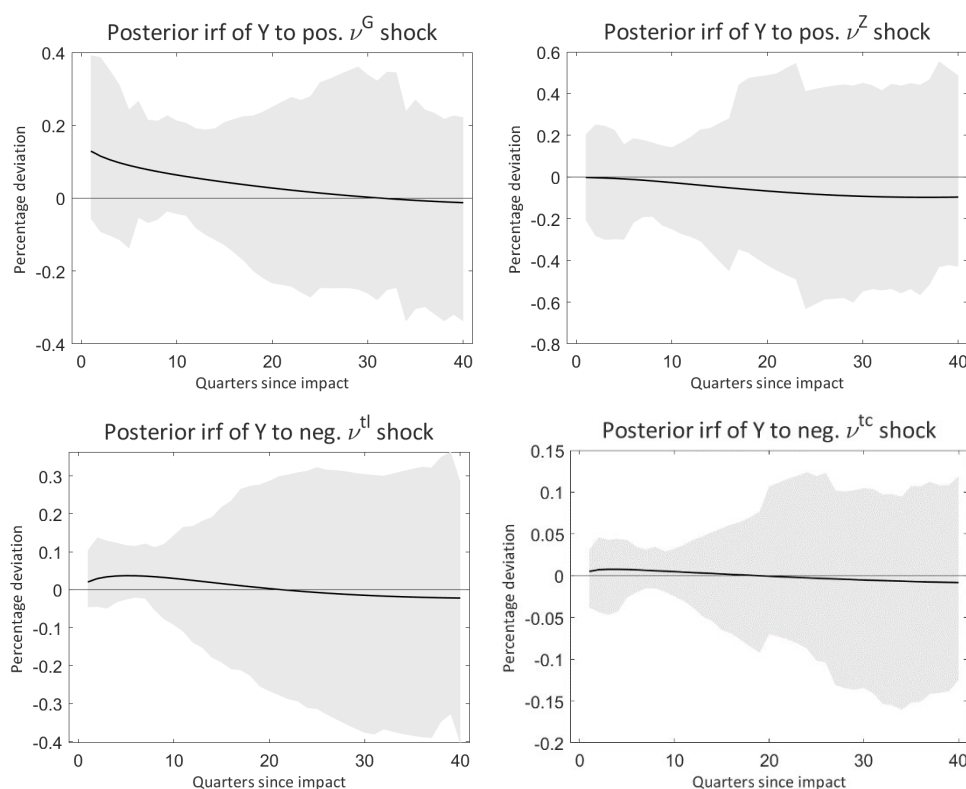 Posterior irf of Y to pos. ν^G shock
0.4
0.2
0
-0.2
-0.4
Percentage deviation
0 10 20 30 40
Quarters since impact
Posterior irf of Y to pos. ν^Z shock
0.6
0.4
0.2
0
-0.2
-0.4
-0.6
-0.8
Percentage deviation
0 10 20 30 40
Quarters since impact
Posterior irf of Y to neg. ν^tl shock
0.3
0.2
0.1
0
-0.1
-0.2
-0.3
-0.4
Percentage deviation
0 10 20 30 40
Quarters since impact
Posterior irf of Y to neg. ν^tc shock
0.15
0.1
0.05
0
-0.05
-0.1
-0.15
-0.2
Percentage deviation
0 10 20 30 40
Quarters since impact